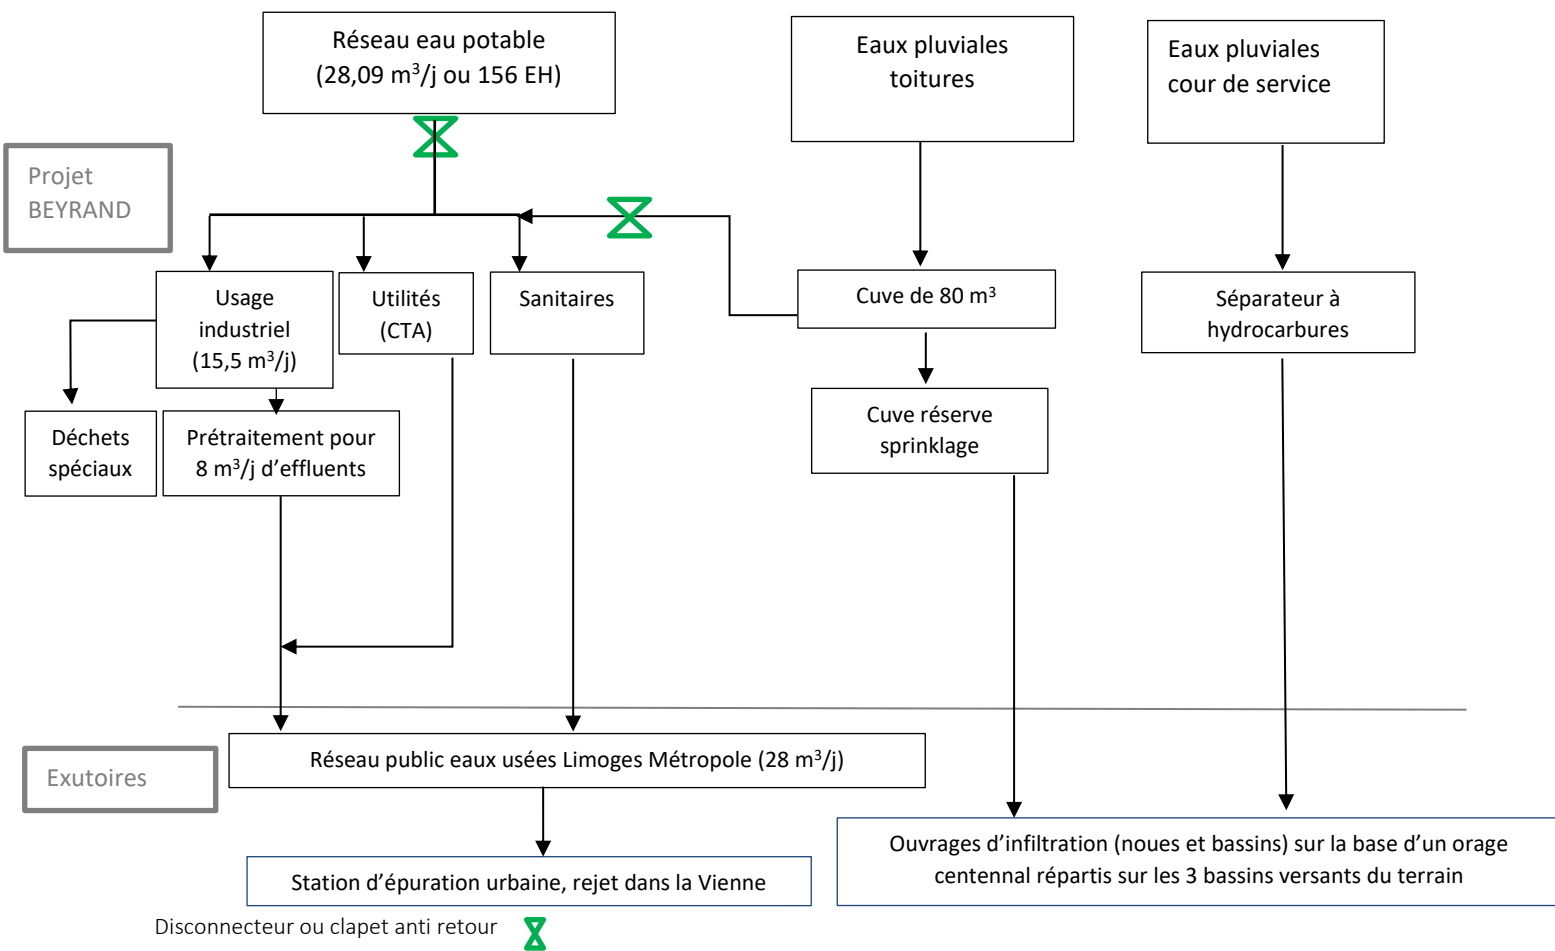 Réseau eau potable
(28,09 m³/j ou 156 EH)
Eaux pluviales
toitures
Eaux pluviales
cour de service
Projet
BEYRAND
Usage
industriel
(15,5 m³/j)
Utilités
(CTA)
Sanitaires
Cuve de 80 m³
Séparateur à
hydrocarbures
Déchets
spéciaux
Prétraitement pour
8 m³/j d’effluents
Cuve réserve
sprinklage
Exutoires
Réseau public eaux usées Limoges Métropole (28 m³/j)
Ouvrages d’infiltration (noues et bassins) sur la base d’un orage
centennal répartis sur les 3 bassins versants du terrain
Station d’épuration urbaine, rejet dans la Vienne
Disconnecteur ou clapet anti retour